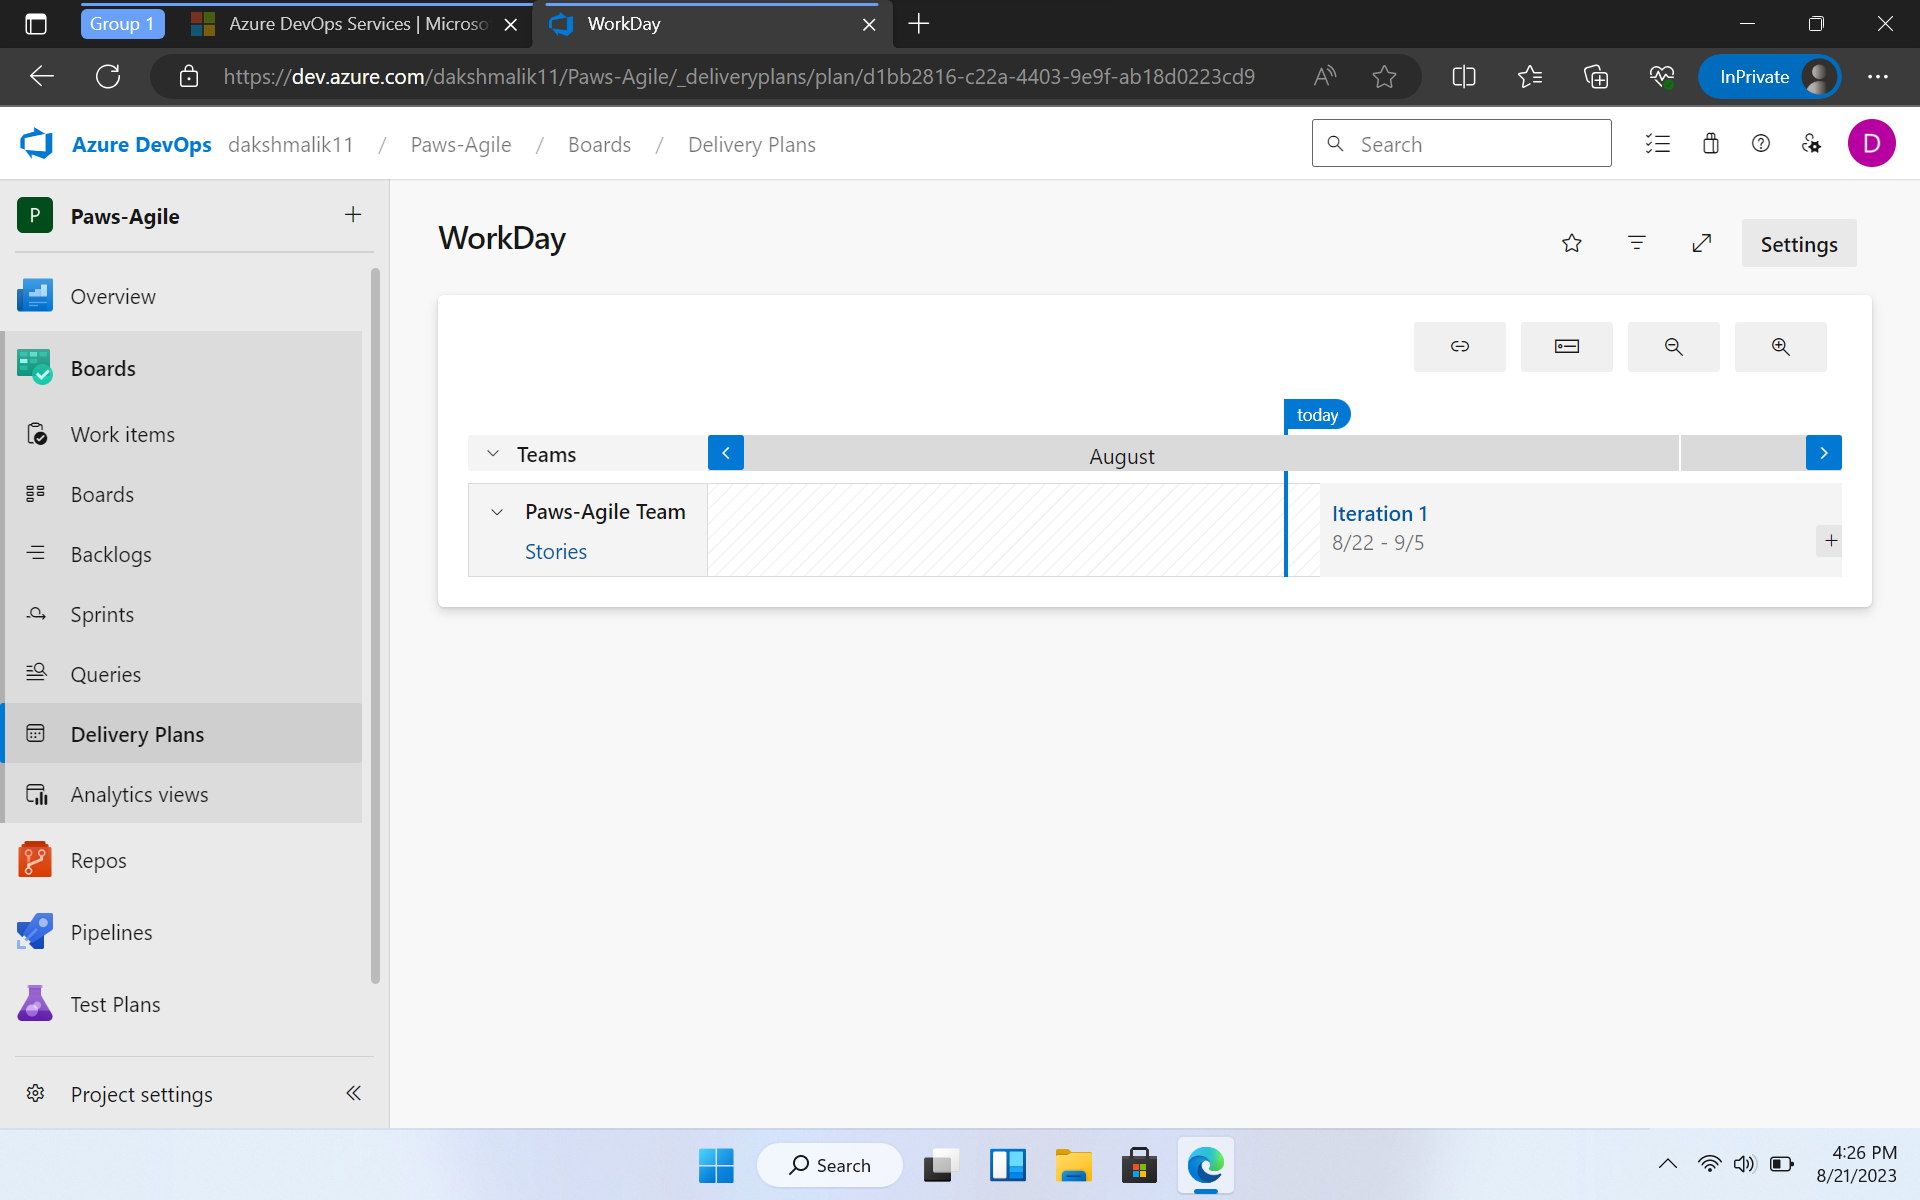 Group 1
Azure DevOps Services | Microso
WorkDay
https://dev.azure.com/dakshmalik11/Paws-Agile/_deliveryplans/plan/d1bb2816-c22a-4403-9e9f-ab18d0223cd9
InPrivate
Azure DevOps dakshmalik11 / Paws-Agile / Boards / Delivery Plans
Search
D
P Paws-Agile
WorkDay
Settings
Overview
Boards
Work items
Boards
Backlogs
Sprints
Queries
Delivery Plans
Analytics views
Repos
Pipelines
Test Plans
Project settings
today
Teams
August
Paws-Agile Team
Stories
Iteration 1
8/22 - 9/5
Search
4:26 PM
8/21/2023